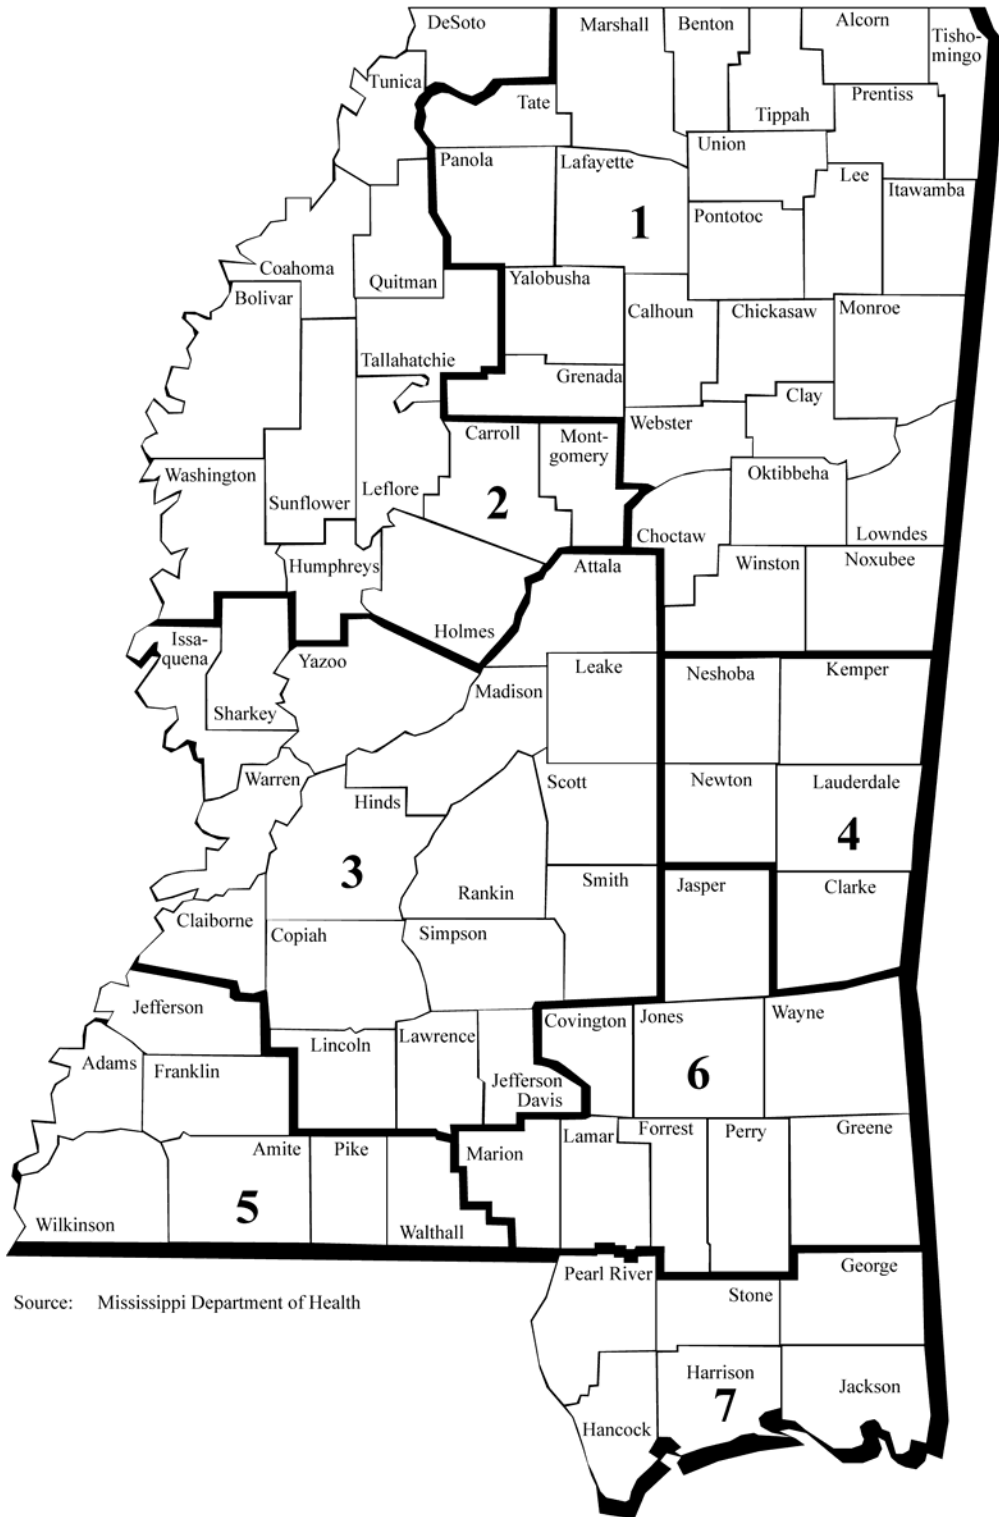 DeSoto
Marshall
Benton
Alcorn
Tisho-
mingo
Tunica
Tate
Tippah
Prentiss
Panola
Lafayette
Union
Lee
Itawamba
1
Pontotoc
Coahoma
Quitman
Yalobusha
Bolivar
Calhoun
Chickasaw
Monroe
Tallahatchie
Grenada
Clay
Carroll
Mont-
gomery
Webster
Washington
Sunflower
Leflore
2
Oktibbeha
Choctaw
Lowndes
Humphreys
Attala
Winston
Noxubee
Holmes
Issa-
quena
Yazoo
Madison
Leake
Neshoba
Kemper
Sharkey
Warren
Hinds
Scott
Newton
Lauderdale
4
3
Rankin
Smith
Jasper
Clarke
Claiborne
Copiah
Simpson
Jefferson
Lincoln
Lawrence
Covington
Jones
Wayne
Adams
Franklin
Jefferson
Davis
6
Lamar
Forrest
Perry
Greene
Amite
Pike
Marion
5
Wilkinson
Walthall
Pearl River
George
Stone
Source: Mississippi Department of Health
Harrison
7
Jackson
Hancock